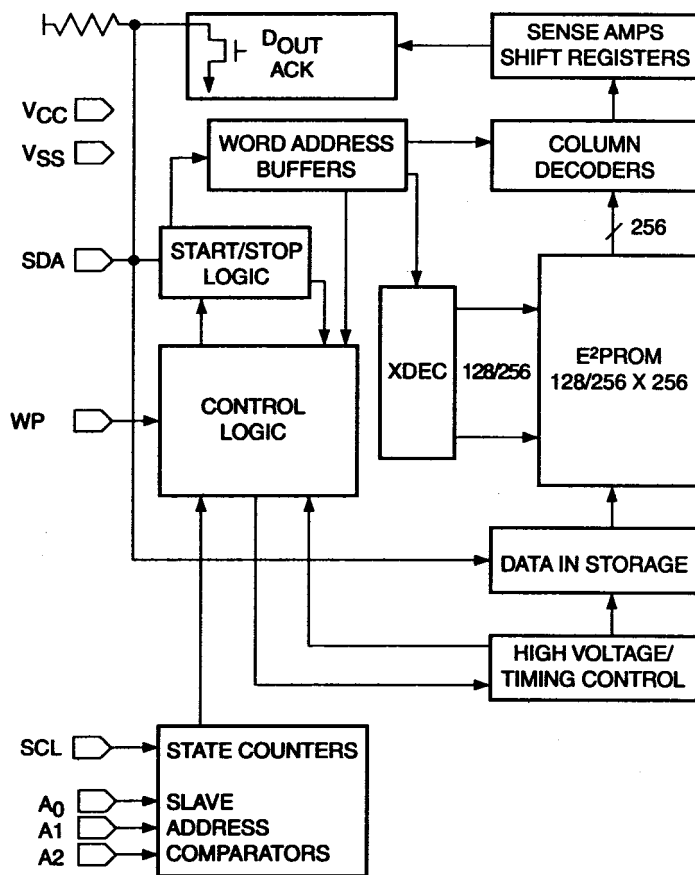 DOUT
ACK
SENSE AMPS
SHIFT REGISTERS
VCC
VSS
WORD ADDRESS
BUFFERS
COLUMN
DECODERS
256
SDA
START/STOP
LOGIC
XDEC
128/256
E²PROM
128/256 X 256
WP
CONTROL
LOGIC
DATA IN STORAGE
HIGH VOLTAGE/
TIMING CONTROL
SCL
STATE COUNTERS
A0
SLAVE
A1
ADDRESS
A2
COMPARATORS